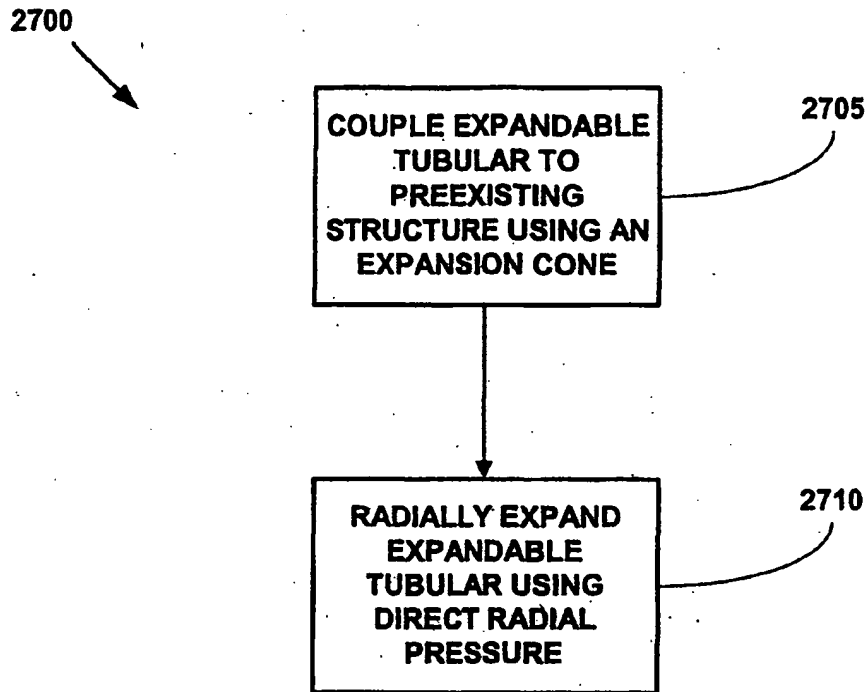 2700
2705
COUPLE EXPANDABLE
TUBULAR TO
PREEXISTING
STRUCTURE USING AN
EXPANSION CONE
2710
RADIALLY EXPAND
EXPANDABLE
TUBULAR USING
DIRECT RADIAL
PRESSURE